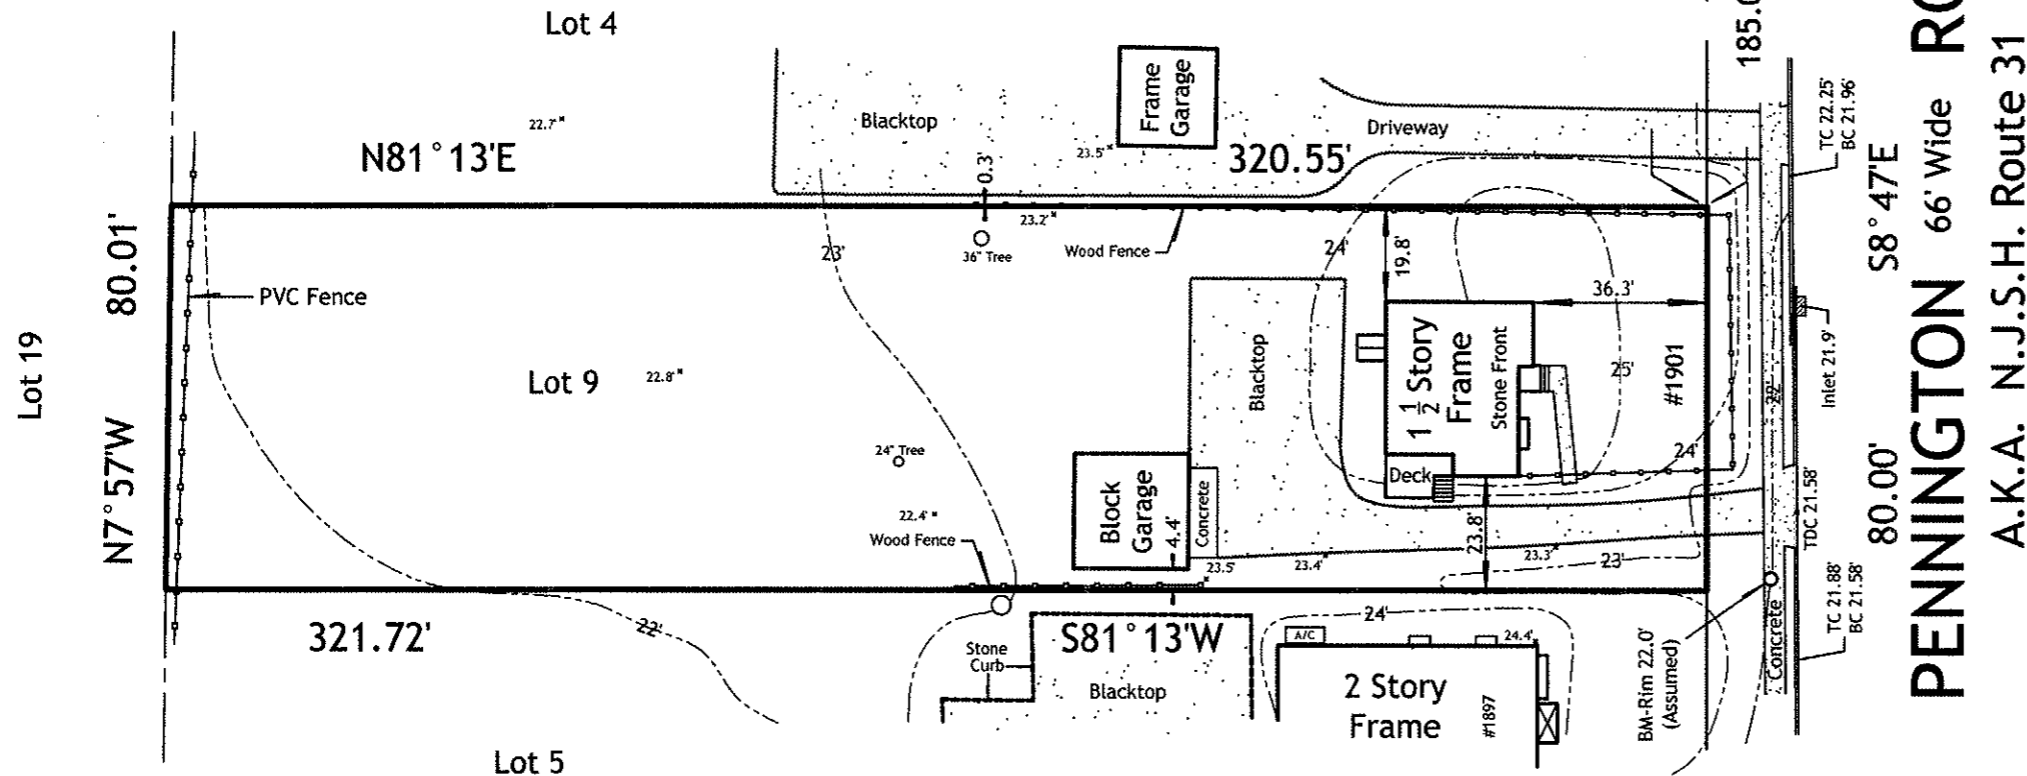 Lot 4
185.0
N81°13'E
22.7'
Blacktop
Frame
Garage
23.5'
320.55'
Driveway
TC 22.25'
BC 21.96'
0.3'
80.01'
PVC Fence
23'
36" Tree
23.2'
Wood Fence
24'
19.8'
36.3'
S8°47'E
Lot 19
Lot 9
22.8'
Blacktop
1 1/2 Story
Frame
Stone Front
25'
#1901
22'
Inlet 21.9'
N7°57'W
24" Tree
22.4'
Wood Fence
Block
Garage
4.4'
Concrete
23.5'
23.4'
Deck
23.8'
23.3'
23'
24'
TDC 21.58'
80.00'
PENNINGTON 66' Wide RO
A.K.A. N.J.S.H. Route 31
321.72'
22'
Stone
Curb
S81°13'W
Blacktop
24'
A/C
24.4'
2 Story
Frame
#1897
BM-Rim 22.0'
(Assumed)
Concrete
TC 21.88'
BC 21.58'
Lot 5